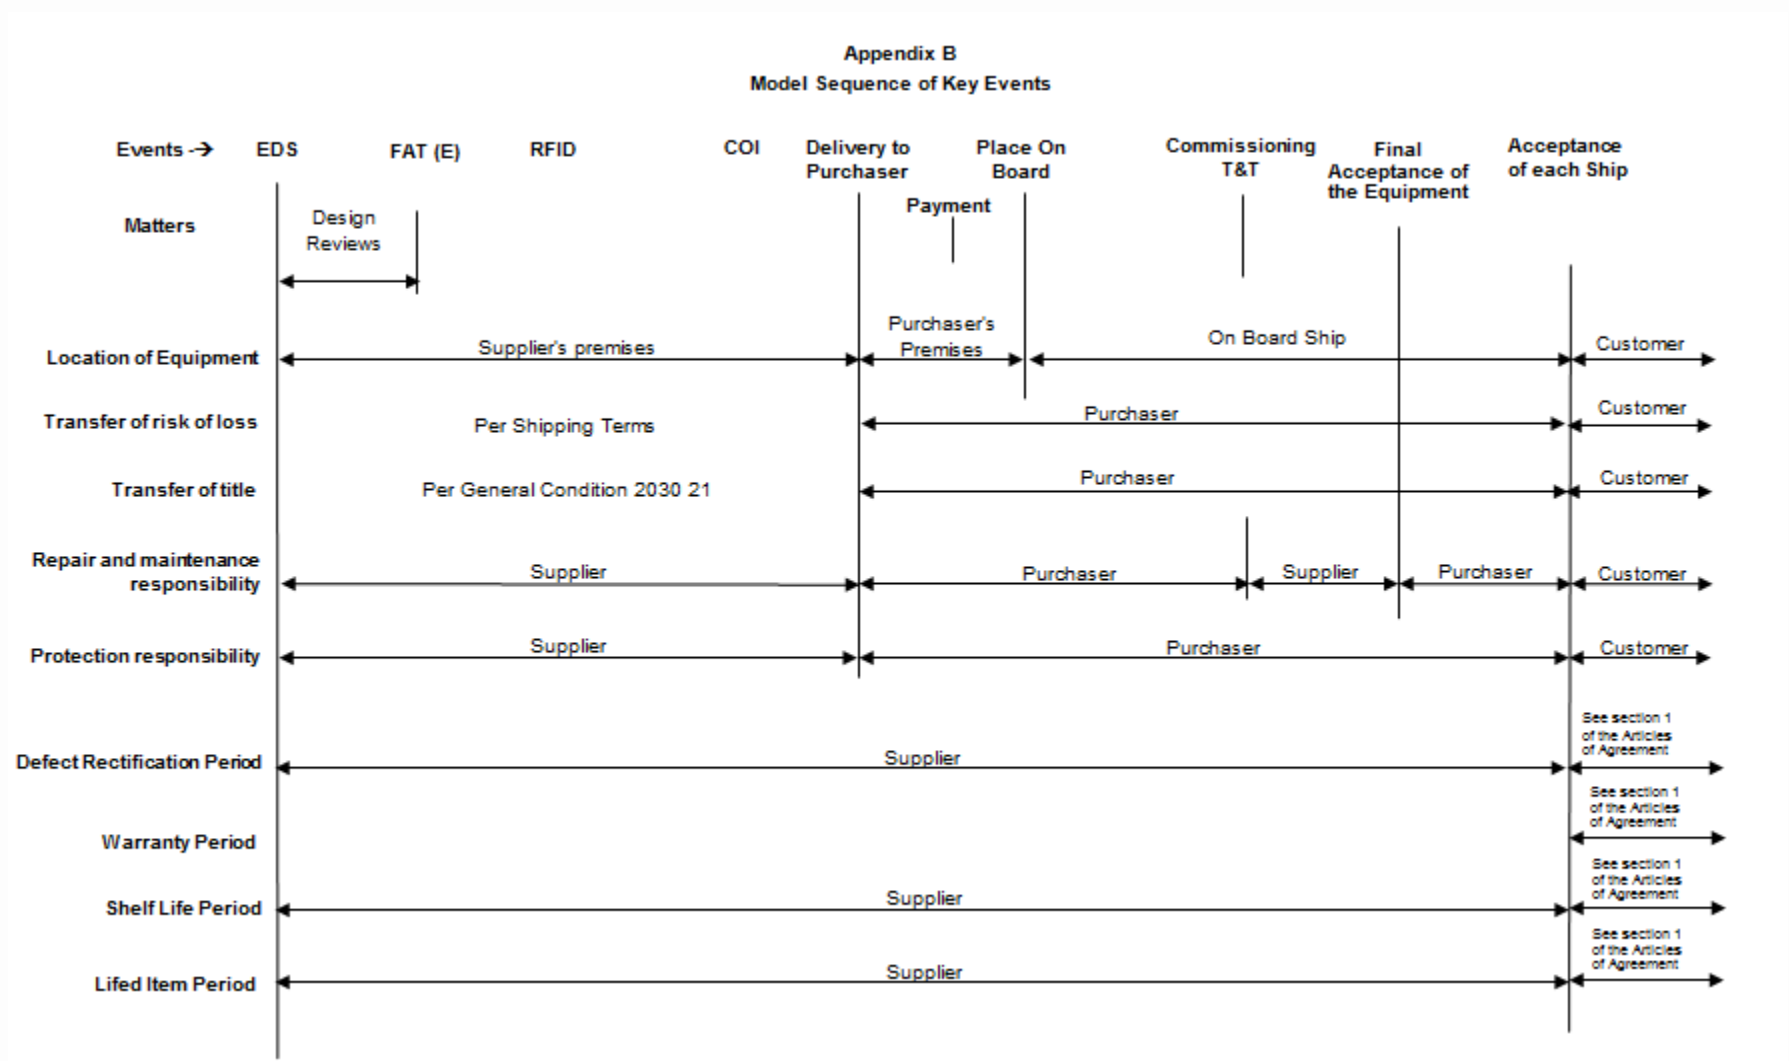 Appendix B
Model Sequence of Key Events
Events -→ EDS FAT (E) RFID COI Delivery to Purchaser Place On Board Commissioning T&T Final Acceptance of the Equipment Acceptance of each Ship
Payment
Matters
Design
Reviews
Location of Equipment
Supplier's premises
Purchaser's
Premises
On Board Ship
Customer
Transfer of risk of loss
Per Shipping Terms
Purchaser
Customer
Transfer of title
Per General Condition 2030 21
Purchaser
Customer
Repair and maintenance
responsibility
Supplier
Purchaser
Supplier
Purchaser
Customer
Protection responsibility
Supplier
Purchaser
Customer
Defect Rectification Period
Supplier
See section 1
of the Articles
of Agreement
Warranty Period
See section 1
of the Articles
of Agreement
Shelf Life Period
Supplier
See section 1
of the Articles
of Agreement
Lifed Item Period
Supplier
See section 1
of the Articles
of Agreement